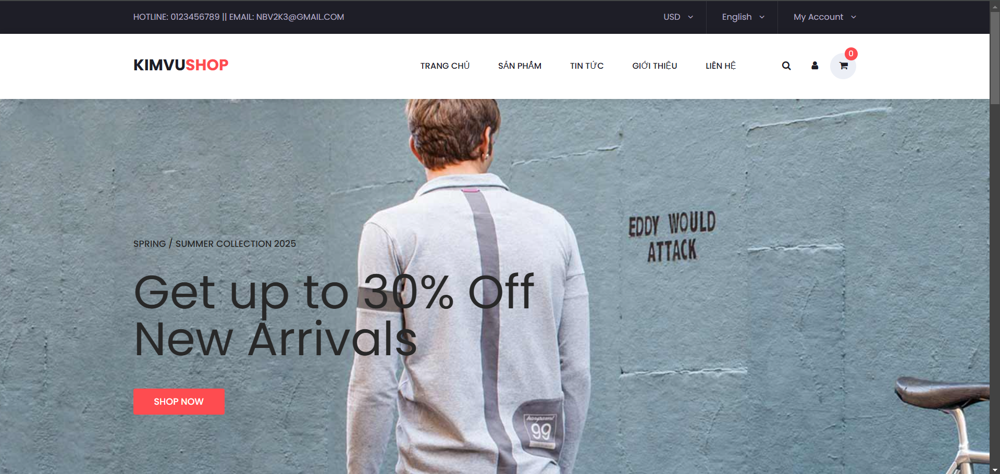 HOTLINE: 0123456789 || EMAIL: NBV2K3@GMAIL.COM
USD
English
My Account
KIMVUSHOP
TRANG CHỦ
SẢN PHẨM
TIN TỨC
GIỚI THIỆU
LIÊN HỆ
0
EDDY WOULD
ATTACK
SPRING / SUMMER COLLECTION 2025
Get up to 30% Off
New Arrivals
SHOP NOW
99